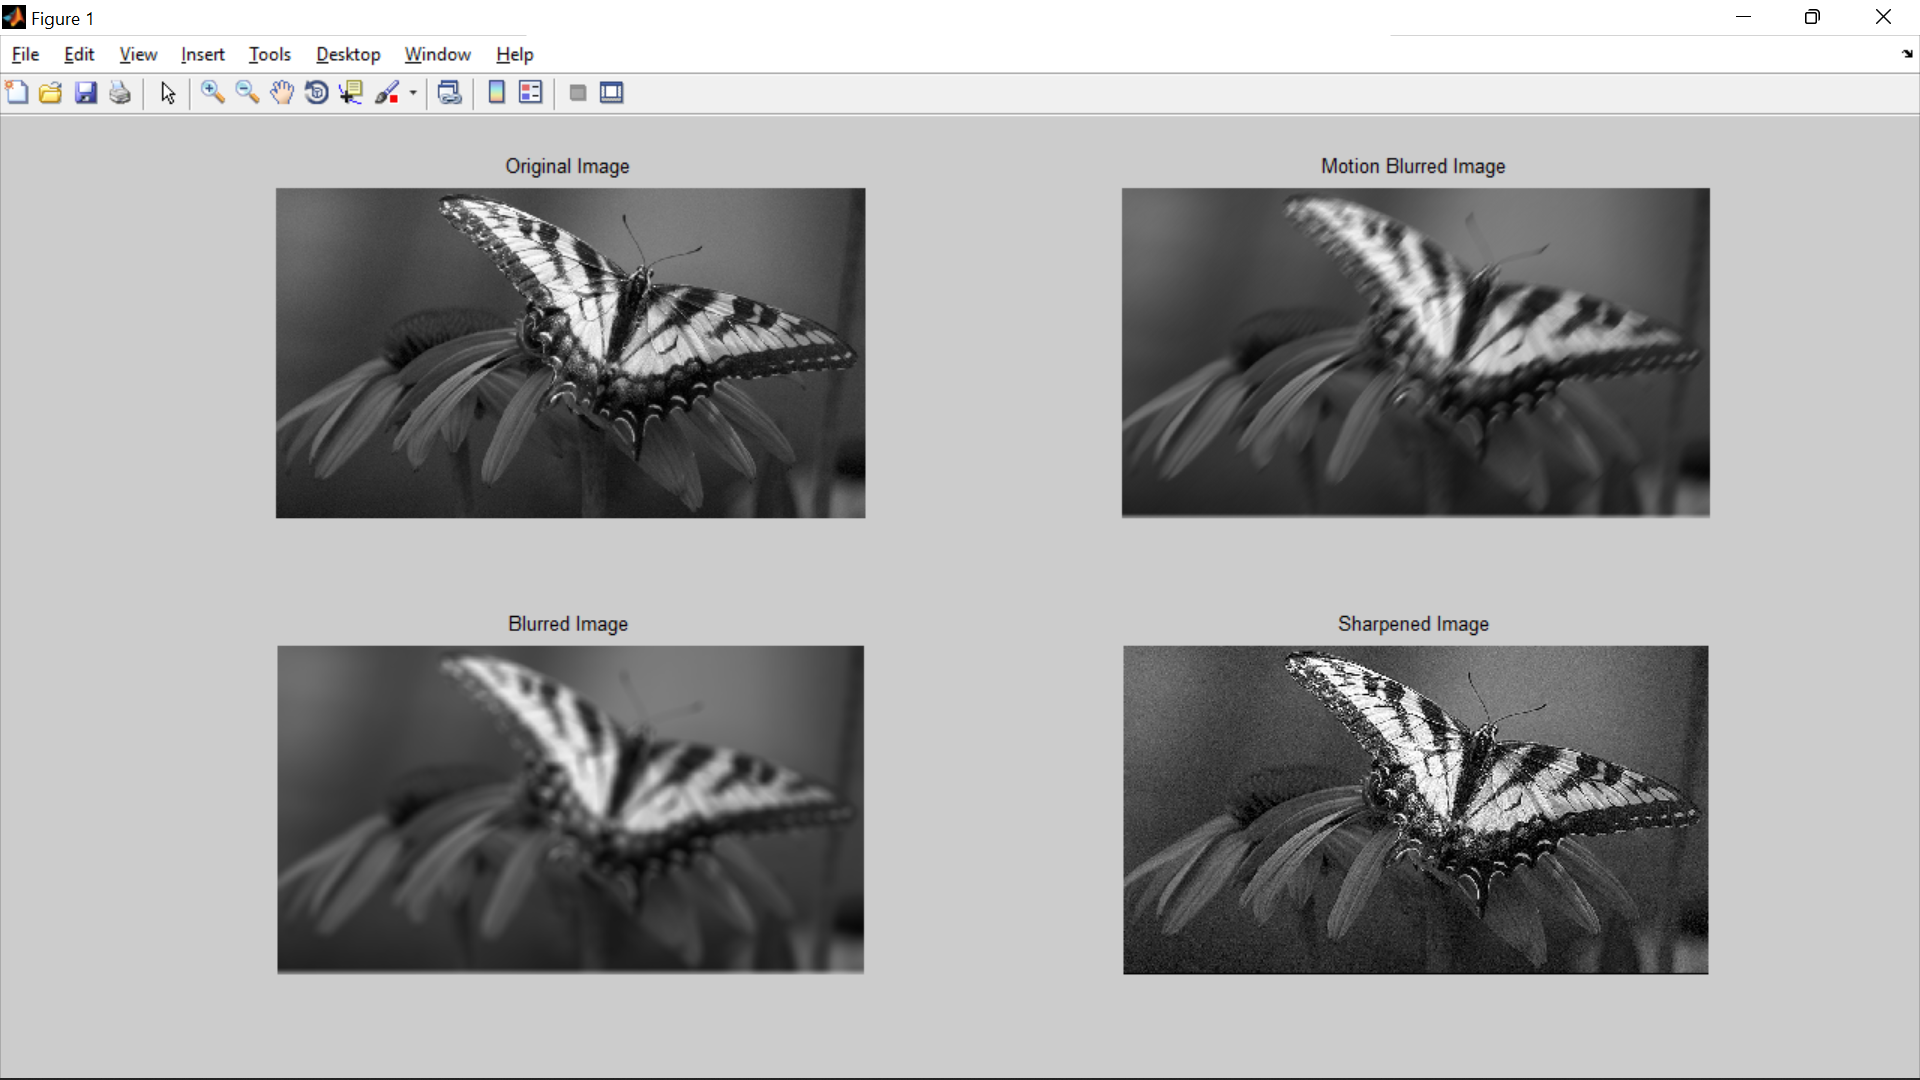 Figure 1
File Edit View Insert Tools Desktop Window Help
Original Image
Motion Blurred Image
Blurred Image
Sharpened Image